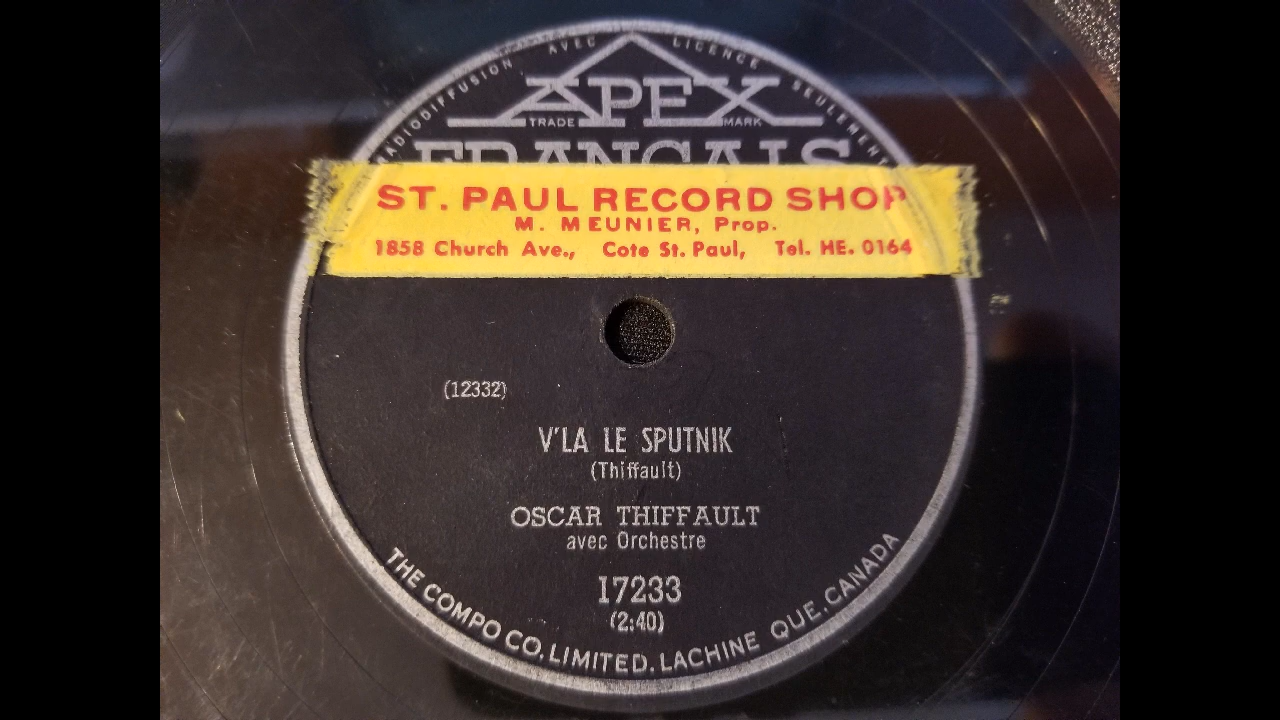 RADIODIFFUSION AVEC LICENCE SEULEMENT
APEX
TRADE MARK
FRANÇAIS
ST. PAUL RECORD SHOP
M. MEUNIER, Prop.
1858 Church Ave., Cote St. Paul, Tel. HE. 0164
(12332)
V'LA LE SPUTNIK
(Thiffault)
OSCAR THIFFAULT
avec Orchestre
17233
(2:40)
THE COMPO CO. LIMITED. LACHINE QUE. CANADA